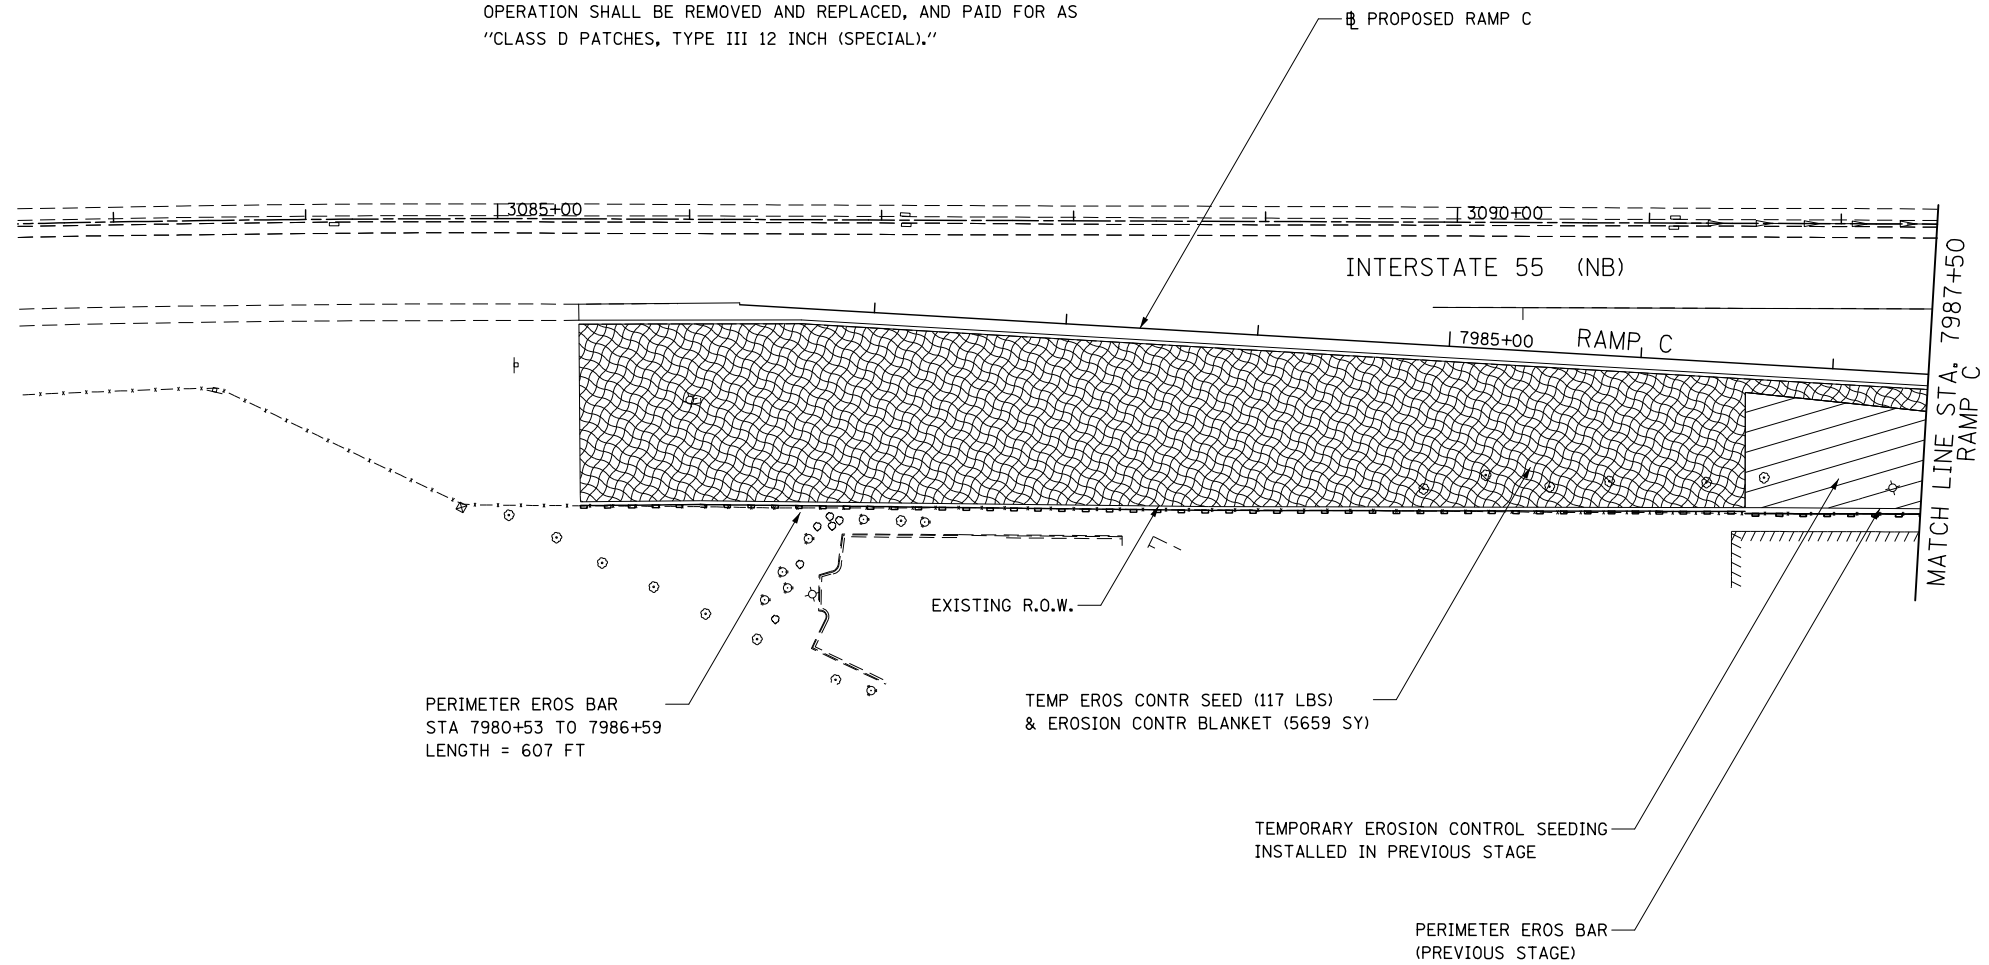 OPERATION SHALL BE REMOVED AND REPLACED, AND PAID FOR AS
"CLASS D PATCHES, TYPE III 12 INCH (SPECIAL)."
PROPOSED RAMP C
3085+00
3090+00
INTERSTATE 55 (NB)
7985+00
RAMP C
MATCH LINE STA. 7987+50
RAMP C
EXISTING R.O.W.
PERIMETER EROS BAR
STA 7980+53 TO 7986+59
LENGTH = 607 FT
TEMP EROS CONTR SEED (117 LBS)
& EROSION CONTR BLANKET (5659 SY)
TEMPORARY EROSION CONTROL SEEDING
INSTALLED IN PREVIOUS STAGE
PERIMETER EROS BAR
(PREVIOUS STAGE)